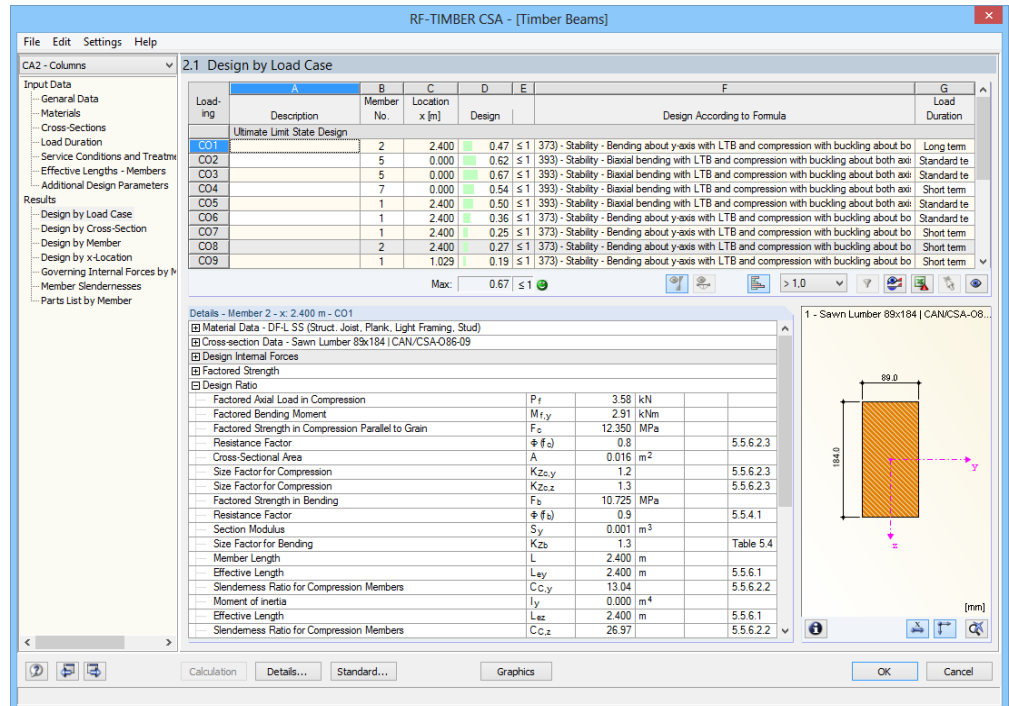 RF-TIMBER CSA - [Timber Beams]
File Edit Settings Help
CA2 - Columns
2.1 Design by Load Case
Input Data
Genaral Data
Materials
Cross-Sections
Load Duration
Service Conditions and Treatme
Effective Lengths - Members
Additional Design Parameters
Results
Design by Load Case
Design by Cross-Section
Design by Member
Design by x-Location
Governing Internal Forces by M
Member Slendernesses
Parts List by Member
A B C D E F G
Load- Member Location Load
ing Description No. x [m] Design Design According to Formula Duration
Ultimate Limit State Design
CO1 2 2.400 0.47 ≤ 1 373) - Stability - Bending about y-axis with LTB and compression with buckling about bo Long term
CO2 5 0.000 0.62 ≤ 1 393) - Stability - Biaxial bending with LTB and compression with buckling about both axi Standard te
CO3 5 0.000 0.67 ≤ 1 393) - Stability - Biaxial bending with LTB and compression with buckling about both axi Standard te
CO4 7 0.000 0.54 ≤ 1 393) - Stability - Biaxial bending with LTB and compression with buckling about both axi Short term
CO5 1 2.400 0.50 ≤ 1 393) - Stability - Biaxial bending with LTB and compression with buckling about both axi Standard te
CO6 1 2.400 0.36 ≤ 1 373) - Stability - Bending about y-axis with LTB and compression with buckling about bo Standard te
CO7 1 2.400 0.25 ≤ 1 373) - Stability - Bending about y-axis with LTB and compression with buckling about bo Short term
CO8 2 2.400 0.27 ≤ 1 373) - Stability - Bending about y-axis with LTB and compression with buckling about bo Short term
CO9 1 1.029 0.19 ≤ 1 373) - Stability - Bending about y-axis with LTB and compression with buckling about bo Short term
Max: 0.67 ≤ 1 > 1,0
Details - Member 2 - x: 2.400 m - CO1
Material Data - DF-L SS (Struct. Joist, Plank, Light Framing, Stud)
Cross-section Data - Sawn Lumber 89x184 | CAN/CSA-O86-09
Design Internal Forces
Factored Strength
Design Ratio
Factored Axial Load in Compression Pf 3.58 kN
Factored Bending Moment Mf,y 2.91 kNm
Factored Strength in Compression Parallel to Grain Fc 12.350 MPa
Resistance Factor Φ (fc) 0.8 5.5.6.2.3
Cross-Sectional Area A 0.016 m2
Size Factor for Compression KZc,y 1.2 5.5.6.2.3
Size Factor for Compression KZc,z 1.3 5.5.6.2.3
Factored Strength in Bending Fb 10.725 MPa
Resistance Factor Φ (fb) 0.9 5.5.4.1
Section Modulus Sy 0.001 m3
Size Factor for Bending KZb 1.3 Table 5.4
Member Length L 2.400 m
Effective Length Ley 2.400 m 5.5.6.1
Slenderness Ratio for Compression Members CC,y 13.04 5.5.6.2.2
Moment of inertia Iy 0.000 m4
Effective Length Lez 2.400 m 5.5.6.1
Slenderness Ratio for Compression Members CC,z 26.97 5.5.6.2.2
1 - Sawn Lumber 89x184 | CAN/CSA-O8...
89.0
184.0
y
z
[mm]
Calculation Details... Standard... Graphics OK Cancel